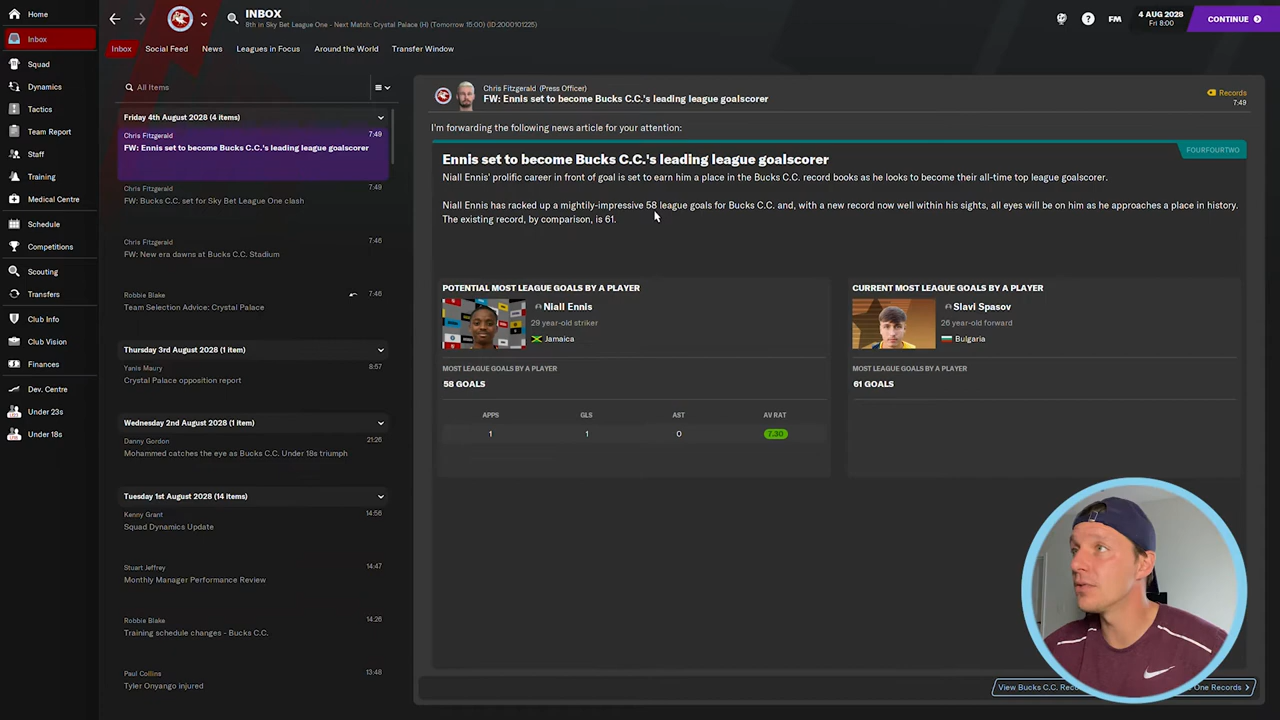 Home
Inbox
Squad
Dynamics
Tactics
Team Report
Staff
Training
Medical Centre
Schedule
Competitions
Scouting
Transfers
Club Info
Club Vision
Finances
Dev. Centre
Under 23s
Under 18s
INBOX
8th in Sky Bet League One - Next Match: Crystal Palace (H) (Tomorrow 15:00) (ID:2000101225)
FM
4 AUG 2028
Fri 8:00
CONTINUE
Inbox Social Feed News Leagues in Focus Around the World Transfer Window
All Items
Friday 4th August 2028 (4 items)
Chris Fitzgerald 7:49
FW: Ennis set to become Bucks C.C.'s leading league goalscorer
Chris Fitzgerald 7:49
FW: Bucks C.C. set for Sky Bet League One clash
Chris Fitzgerald 7:46
FW: New era dawns at Bucks C.C. Stadium
Robbie Blake 7:46
Team Selection Advice: Crystal Palace
Thursday 3rd August 2028 (1 item)
Yanis Maury 8:57
Crystal Palace opposition report
Wednesday 2nd August 2028 (1 item)
Danny Gordon 21:26
Mohammed catches the eye as Bucks C.C. Under 18s triumph
Tuesday 1st August 2028 (14 items)
Kenny Grant 14:56
Squad Dynamics Update
Stuart Jeffrey 14:47
Monthly Manager Performance Review
Robbie Blake 14:26
Training schedule changes - Bucks C.C.
Paul Collins 13:48
Tyler Onyango injured
Chris Fitzgerald (Press Officer)
FW: Ennis set to become Bucks C.C.'s leading league goalscorer
Records
7:49
I'm forwarding the following news article for your attention:
FOURFOURTWO
Ennis set to become Bucks C.C.'s leading league goalscorer
Niall Ennis' prolific career in front of goal is set to earn him a place in the Bucks C.C. record books as he looks to become their all-time top league goalscorer.
Niall Ennis has racked up a mightily-impressive 58 league goals for Bucks C.C. and, with a new record now well within his sights, all eyes will be on him as he approaches a place in history.
The existing record, by comparison, is 61.
POTENTIAL MOST LEAGUE GOALS BY A PLAYER
Niall Ennis
29 year-old striker
Jamaica
MOST LEAGUE GOALS BY A PLAYER
58 GOALS
APPS GLS AST AV RAT
1 1 0 7.30
CURRENT MOST LEAGUE GOALS BY A PLAYER
Slavi Spasov
26 year-old forward
Bulgaria
MOST LEAGUE GOALS BY A PLAYER
61 GOALS
View Bucks C.C. Reco
One Records